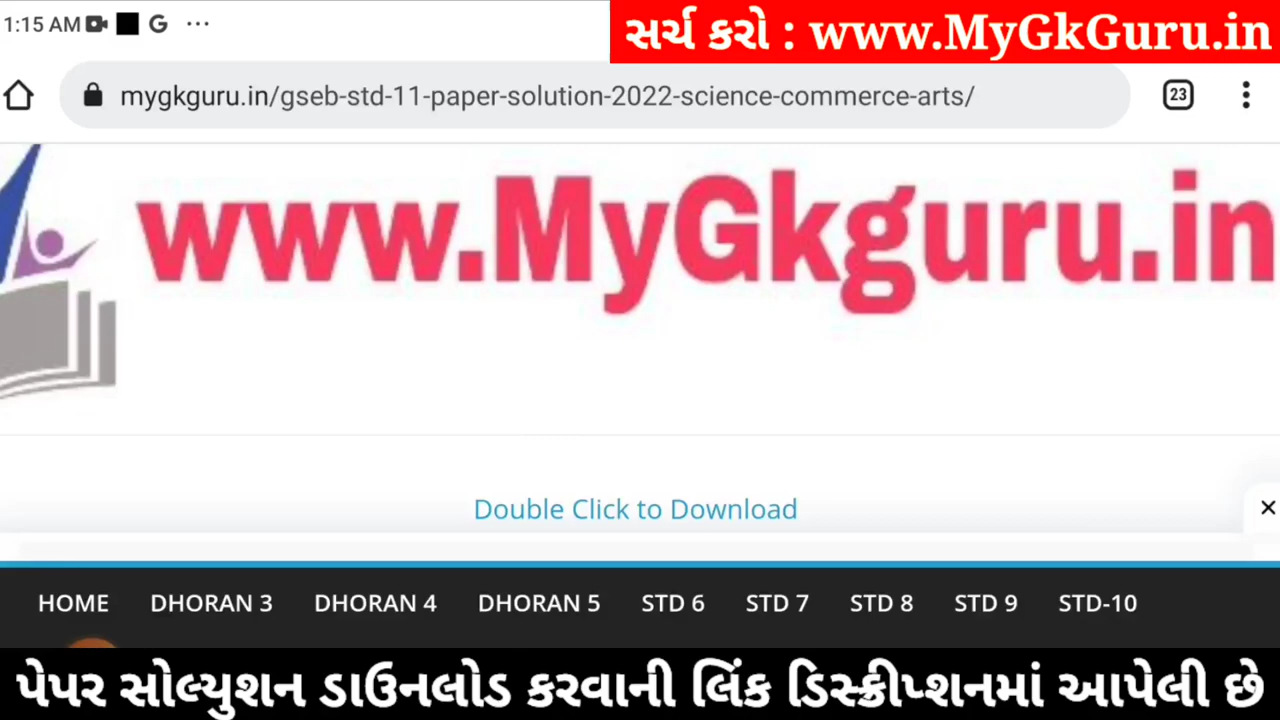 1:15 AM G ...
સર્ચ કરો : www.MyGkGuru.in
mygkguru.in/gseb-std-11-paper-solution-2022-science-commerce-arts/
23
www.MyGkguru.in
Double Click to Download
×
HOME DHORAN 3 DHORAN 4 DHORAN 5 STD 6 STD 7 STD 8 STD 9 STD-10
પેપર સોલ્યુશન ડાઉનલોડ કરવાની લિંક ડિસ્ક્રીપ્શનમાં આપેલી છે